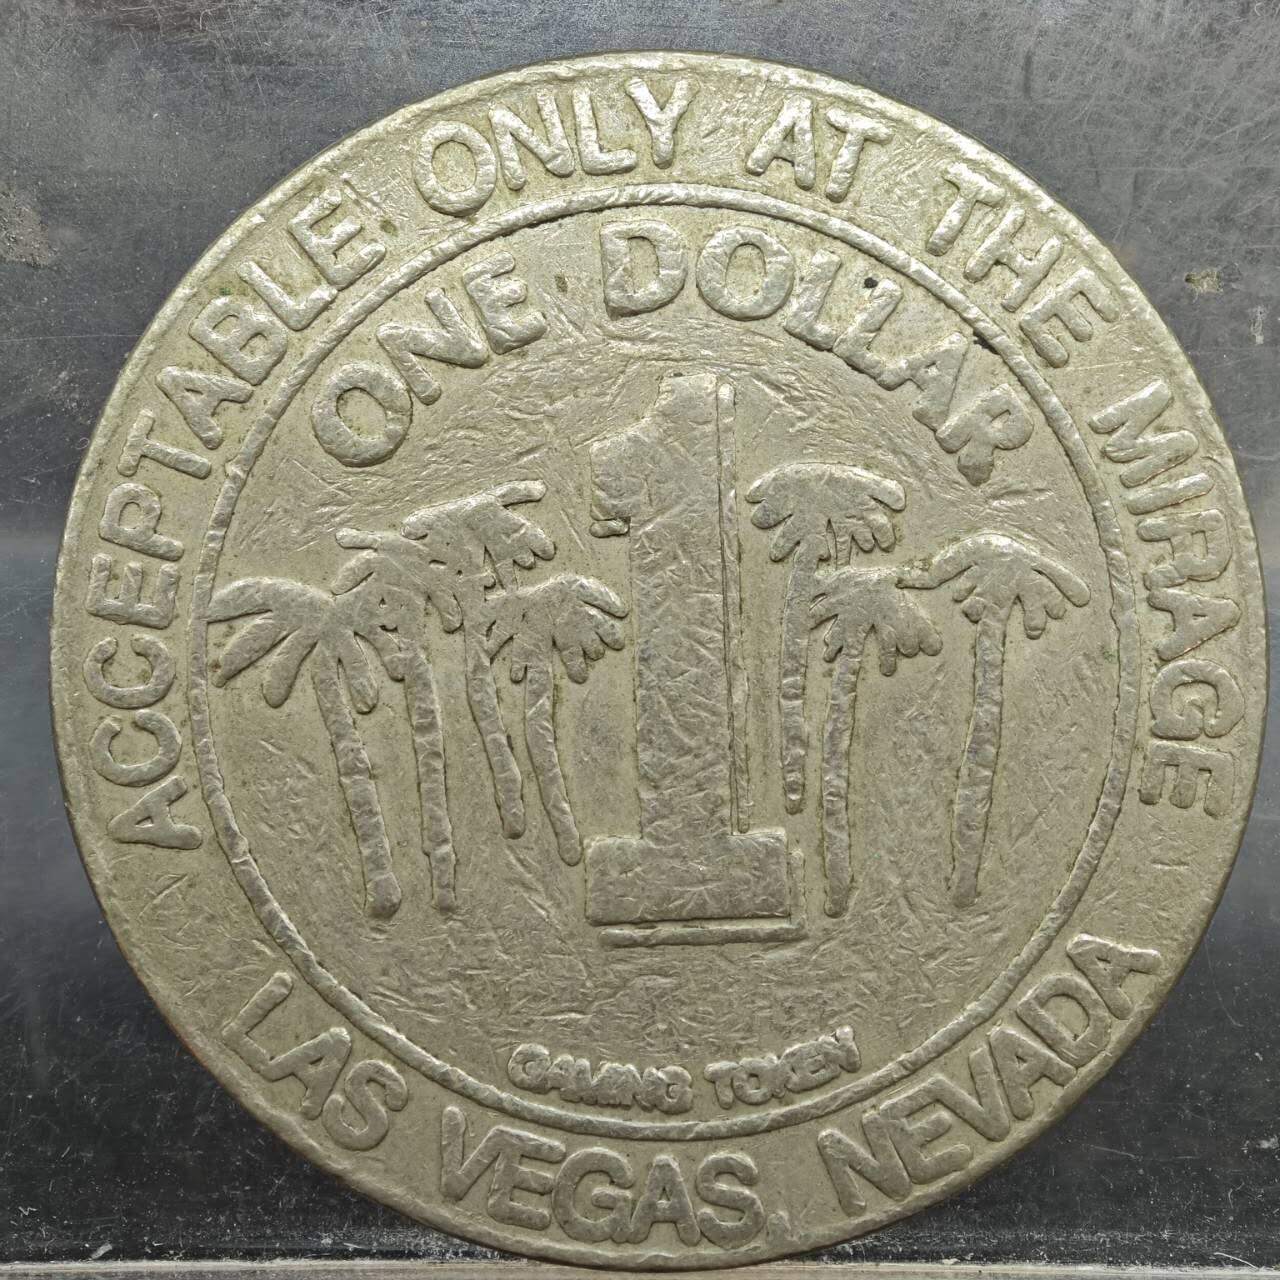 ACCEPTABLE ONLY AT THE MIRAGE
ONE DOLLAR
1
GAMING TOKEN
LAS VEGAS, NEVADA